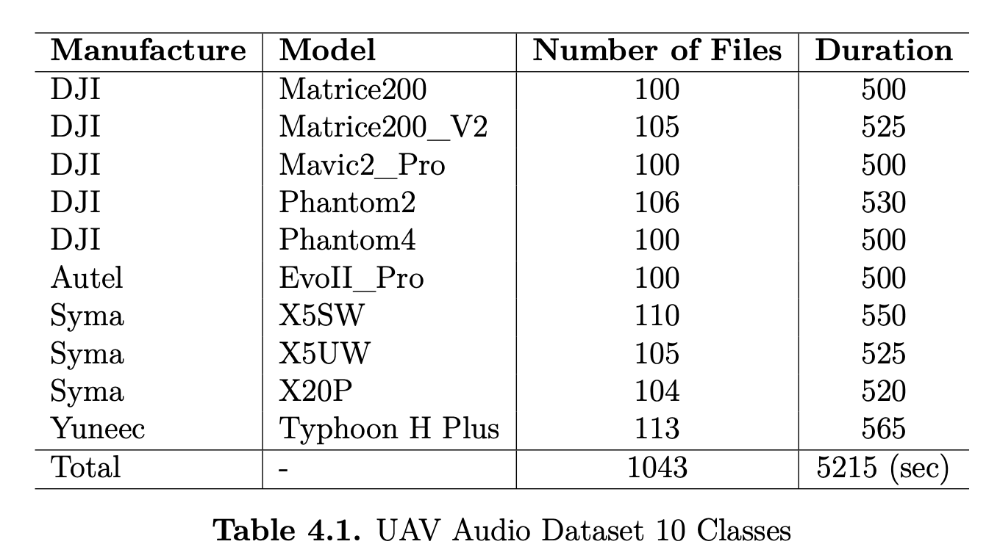 Manufacture Model Number of Files Duration
DJI Matrice200 100 500
DJI Matrice200_V2 105 525
DJI Mavic2_Pro 100 500
DJI Phantom2 106 530
DJI Phantom4 100 500
Autel EvoII_Pro 100 500
Syma X5SW 110 550
Syma X5UW 105 525
Syma X20P 104 520
Yuneec Typhoon H Plus 113 565
Total - 1043 5215 (sec)
Table 4.1. UAV Audio Dataset 10 Classes